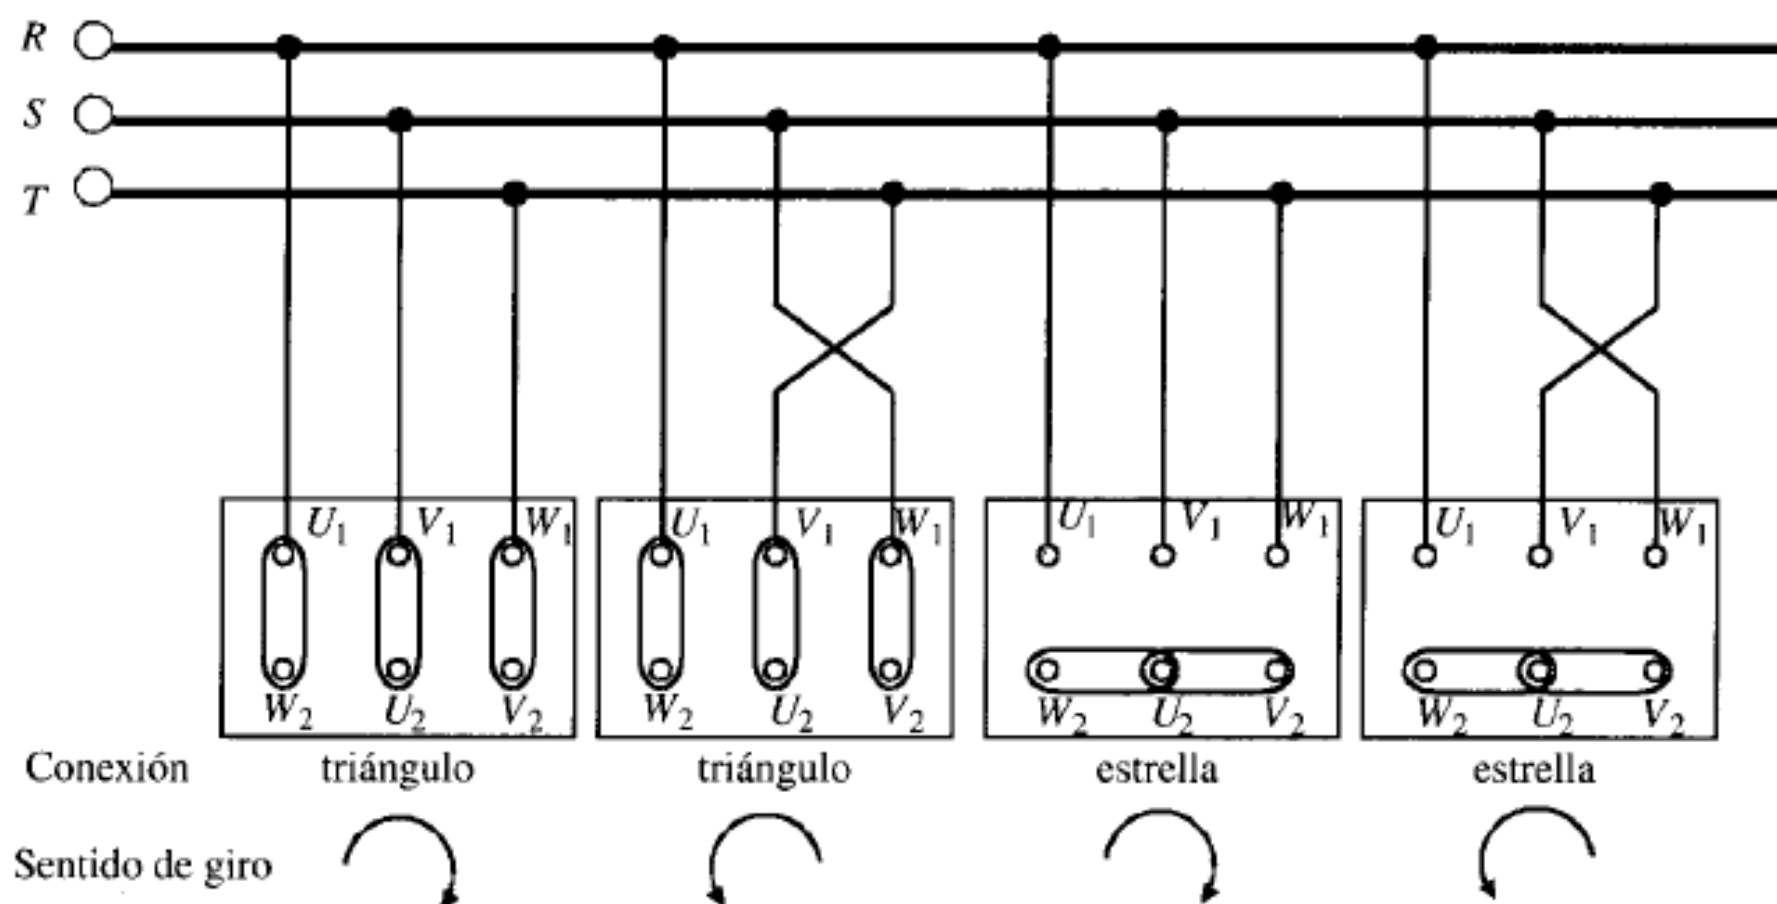 R
S
T
U1 V1 W1 U1 V1 W1 U1 V1 W1 U1 V1 W1
W2 U2 V2 W2 U2 V2 W2 U2 V2 W2 U2 V2
Conexión triángulo triángulo estrella estrella
Sentido de giro